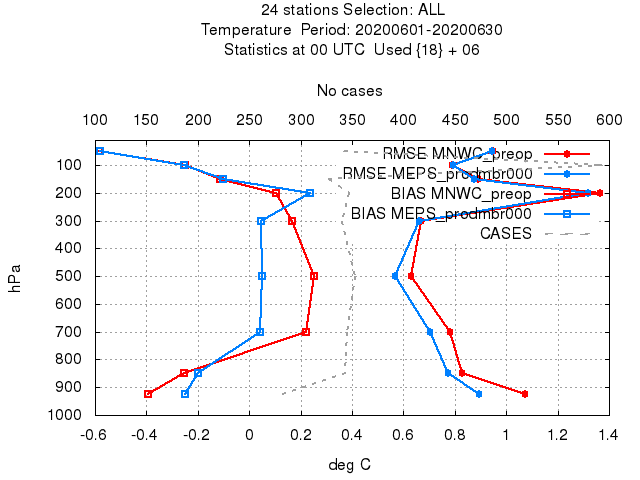 24 stations Selection: ALL
Temperature  Period: 20200601-20200630
Statistics at 00 UTC  Used {18} + 06
No cases
100 150 200 250 300 350 400 450 500 550 600
RMSE MNWC_preop
RMSE MEPS_prodmbr000
BIAS MNWC_preop
BIAS MEPS_prodmbr000
CASES
100
200
300
400
500
600
700
800
900
1000
hPa
-0.6 -0.4 -0.2 0 0.2 0.4 0.6 0.8 1 1.2 1.4
deg C